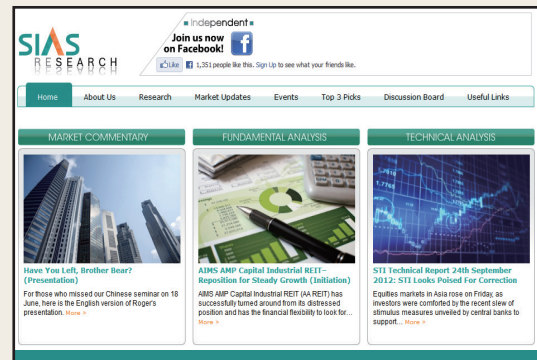 SIAS
RESEARCH
independent
Join us now
on Facebook!
Like 1,351 people like this. Sign Up to see what your friends like.
Home About Us Research Market Updates Events Top 3 Picks Discussion Board Useful Links
MARKET COMMENTARY
Have You Left, Brother Bear?
(Presentation)
For those who missed our Chinese seminar on 18
June, here is the English version of Roger's
presentation. More »
FUNDAMENTAL ANALYSIS
AIMS AMP Capital Industrial REIT–
Reposition for Steady Growth (Initiation)
AIMS AMP Capital Industrial REIT (AA REIT) has
successfully turned around from its distressed
position and has the financial flexibility to look for...
More »
TECHNICAL ANALYSIS
1.7910
1.7765
STI Technical Report 24th September
2012: STI Looks Poised For Correction
Equities markets in Asia rose on Friday, as
investors were comforted by the recent slew of
stimulus measures unveiled by central banks to
support... More »